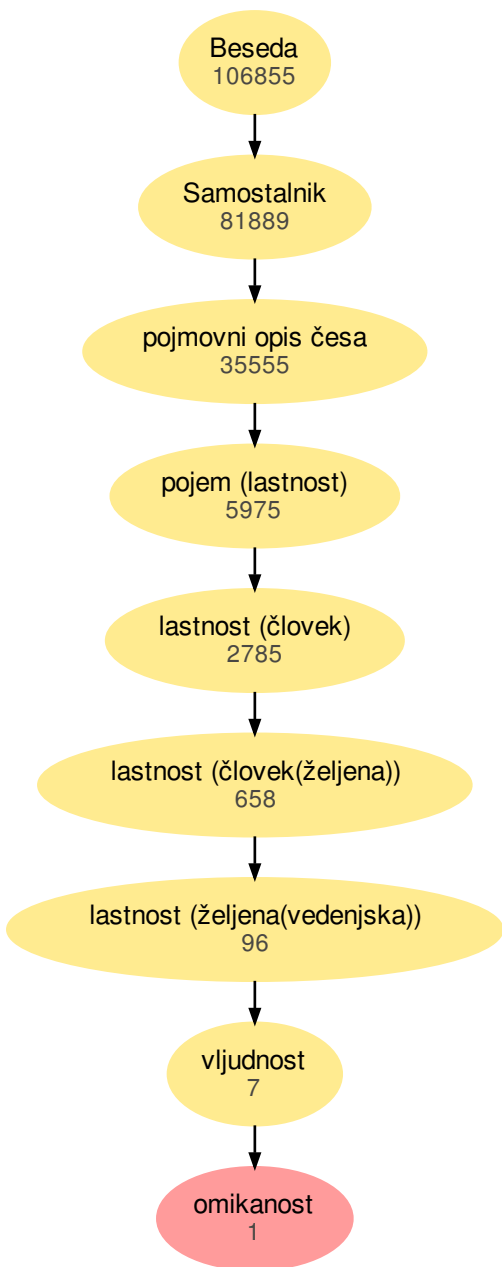 Beseda
106855
Samostalnik
81889
pojmovni opis česa
35555
pojem (lastnost)
5975
lastnost (človek)
2785
lastnost (človek(željena))
658
lastnost (željena(vedenjska))
96
vljudnost
7
omikanost
1